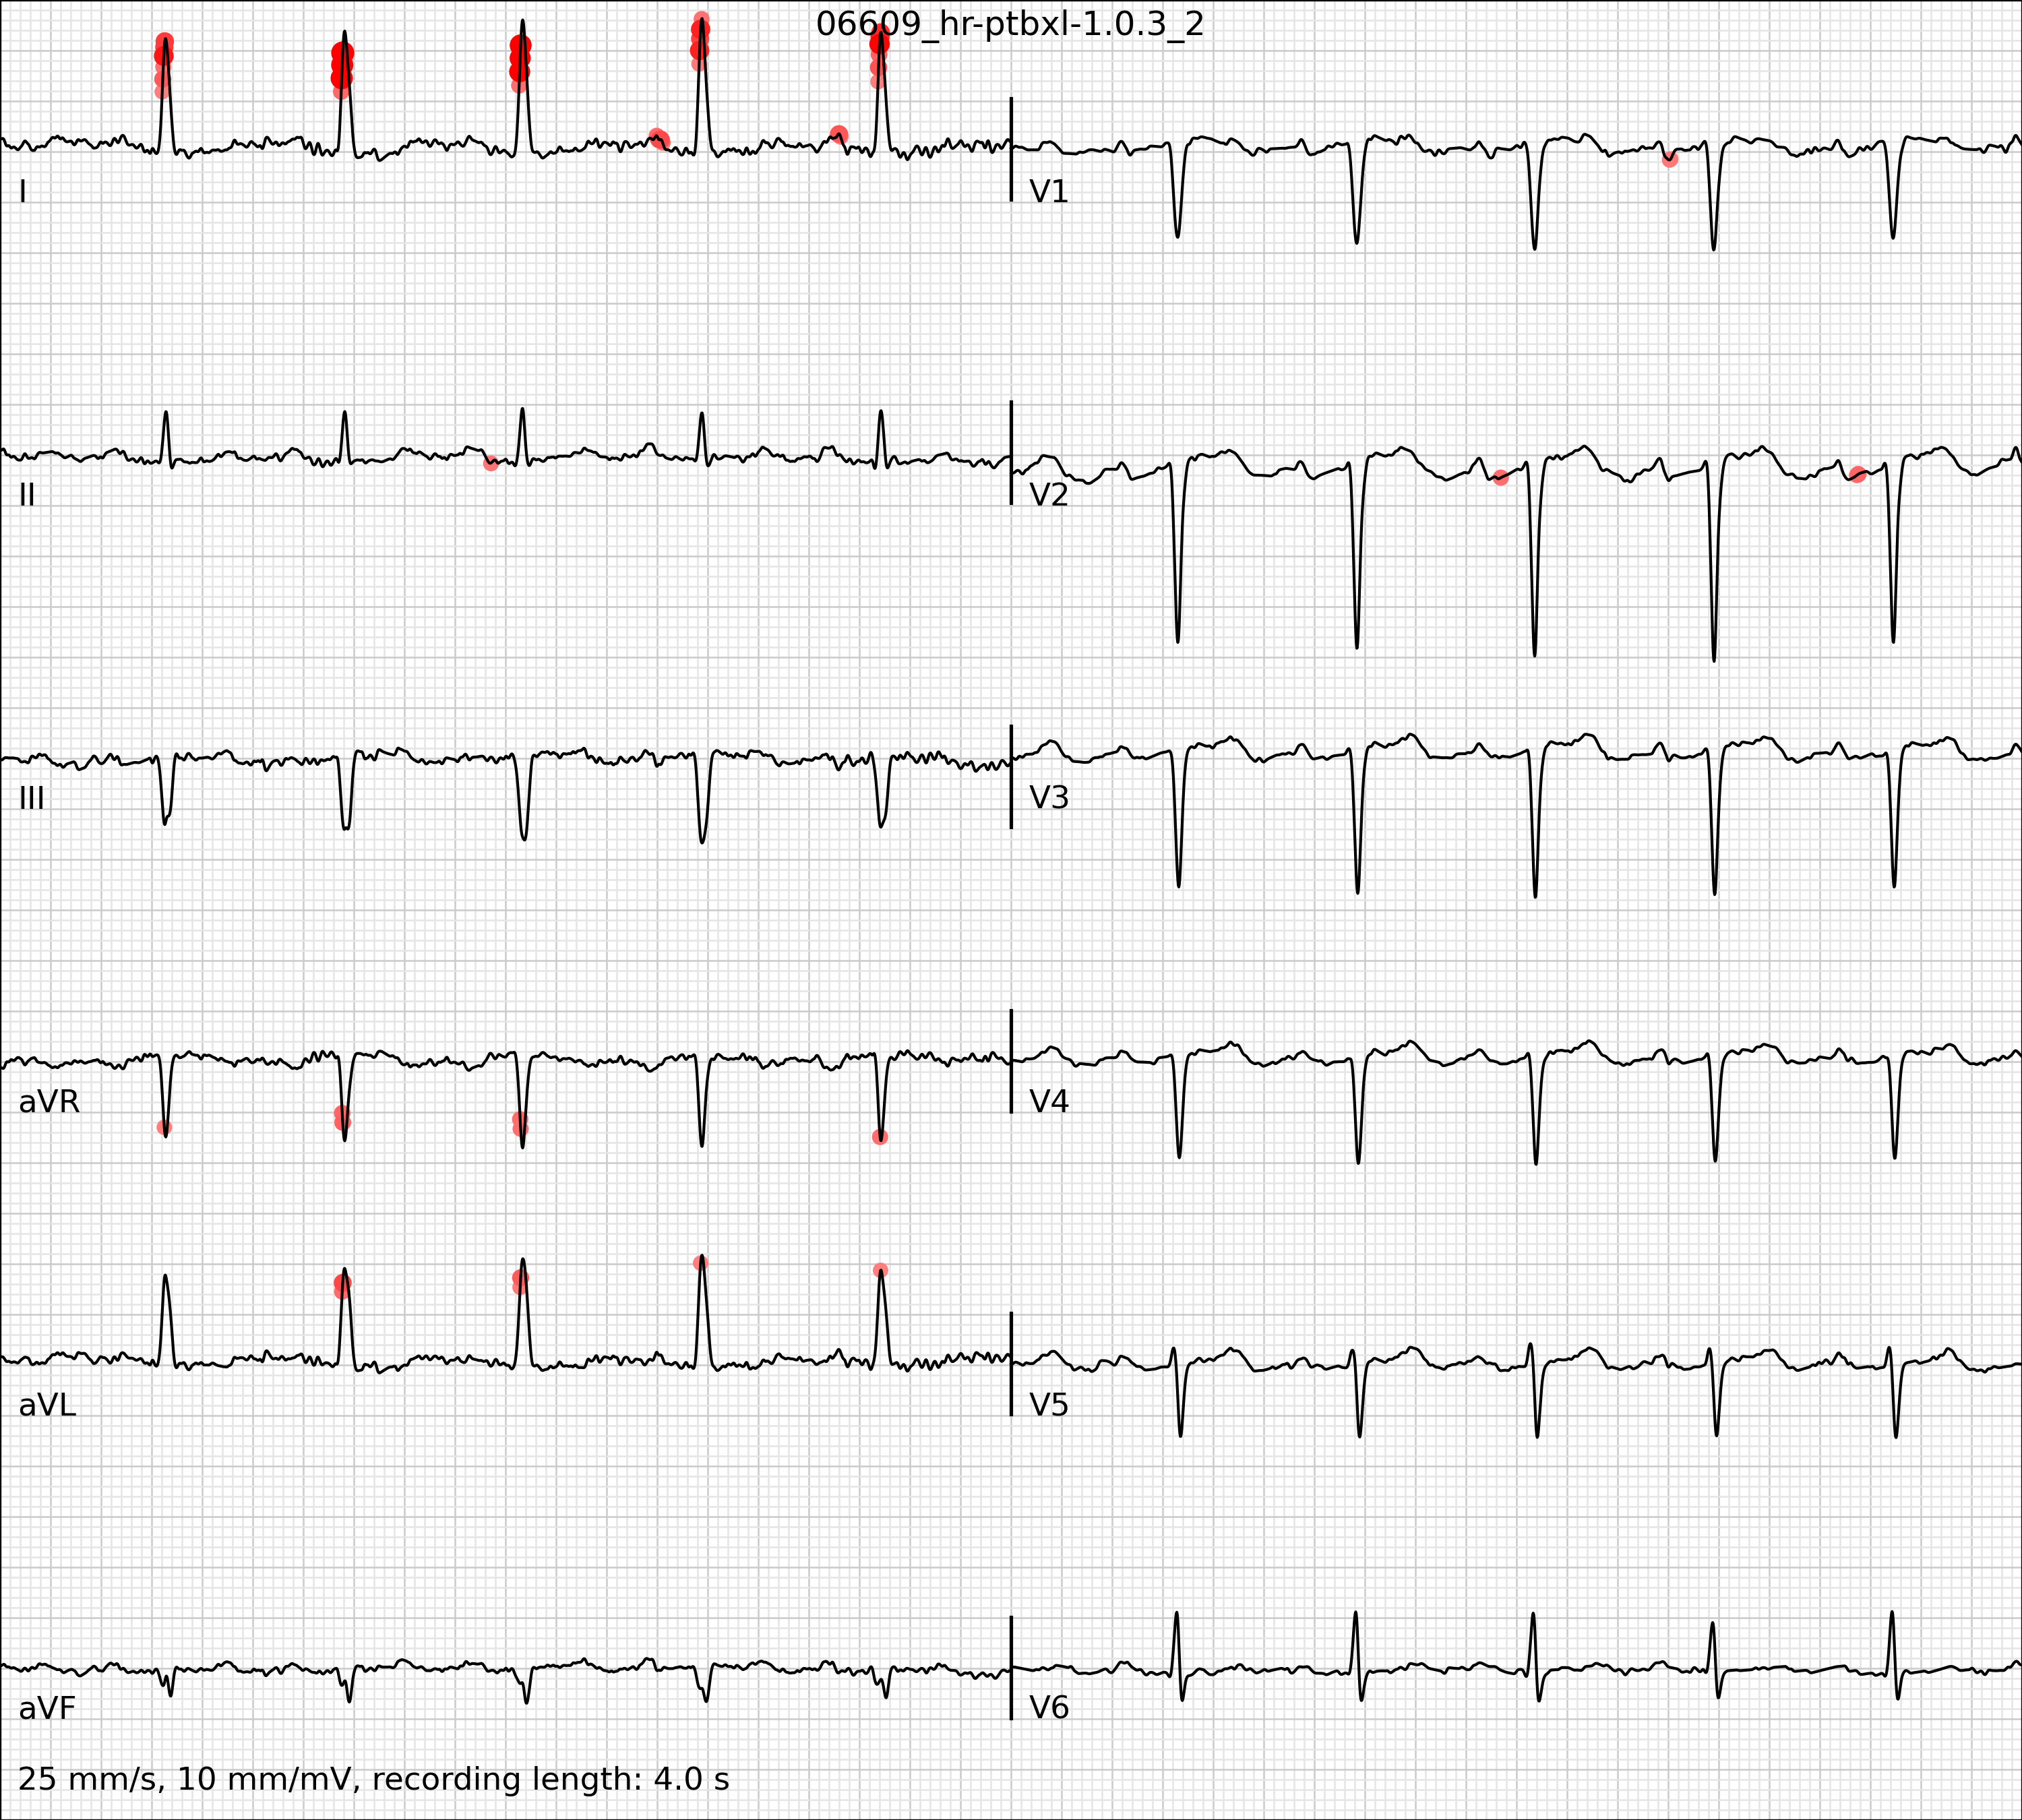 06609_hr-ptbxl-1.0.3_2
I
V1
II
V2
III
V3
aVR
V4
aVL
V5
aVF
V6
25 mm/s, 10 mm/mV, recording length: 4.0 s